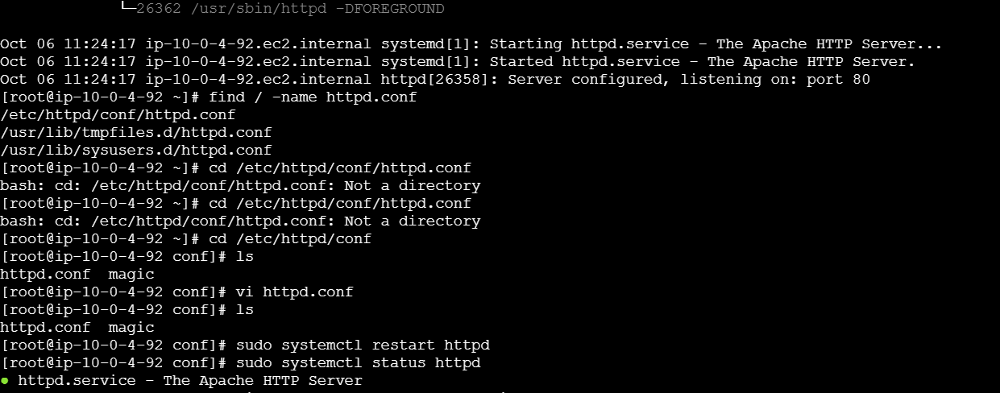 └─26362 /usr/sbin/httpd -DFOREGROUND
Oct 06 11:24:17 ip-10-0-4-92.ec2.internal systemd[1]: Starting httpd.service - The Apache HTTP Server...
Oct 06 11:24:17 ip-10-0-4-92.ec2.internal systemd[1]: Started httpd.service - The Apache HTTP Server.
Oct 06 11:24:17 ip-10-0-4-92.ec2.internal httpd[26358]: Server configured, listening on: port 80
[root@ip-10-0-4-92 ~]# find / -name httpd.conf
/etc/httpd/conf/httpd.conf
/usr/lib/tmpfiles.d/httpd.conf
/usr/lib/sysusers.d/httpd.conf
[root@ip-10-0-4-92 ~]# cd /etc/httpd/conf/httpd.conf
bash: cd: /etc/httpd/conf/httpd.conf: Not a directory
[root@ip-10-0-4-92 ~]# cd /etc/httpd/conf/httpd.conf
bash: cd: /etc/httpd/conf/httpd.conf: Not a directory
[root@ip-10-0-4-92 ~]# cd /etc/httpd/conf
[root@ip-10-0-4-92 conf]# ls
httpd.conf  magic
[root@ip-10-0-4-92 conf]# vi httpd.conf
[root@ip-10-0-4-92 conf]# ls
httpd.conf  magic
[root@ip-10-0-4-92 conf]# sudo systemctl restart httpd
[root@ip-10-0-4-92 conf]# sudo systemctl status httpd
● httpd.service - The Apache HTTP Server